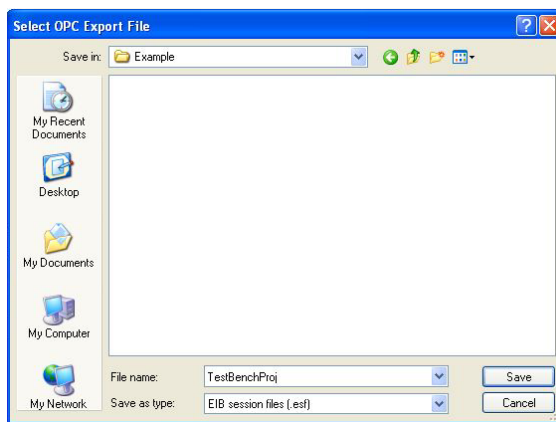 Select OPC Export File
Save in: Example
My Recent
Documents
Desktop
My Documents
My Computer
My Network
File name: TestBenchProj
Save as type: EIB session files (.esf)
Save
Cancel